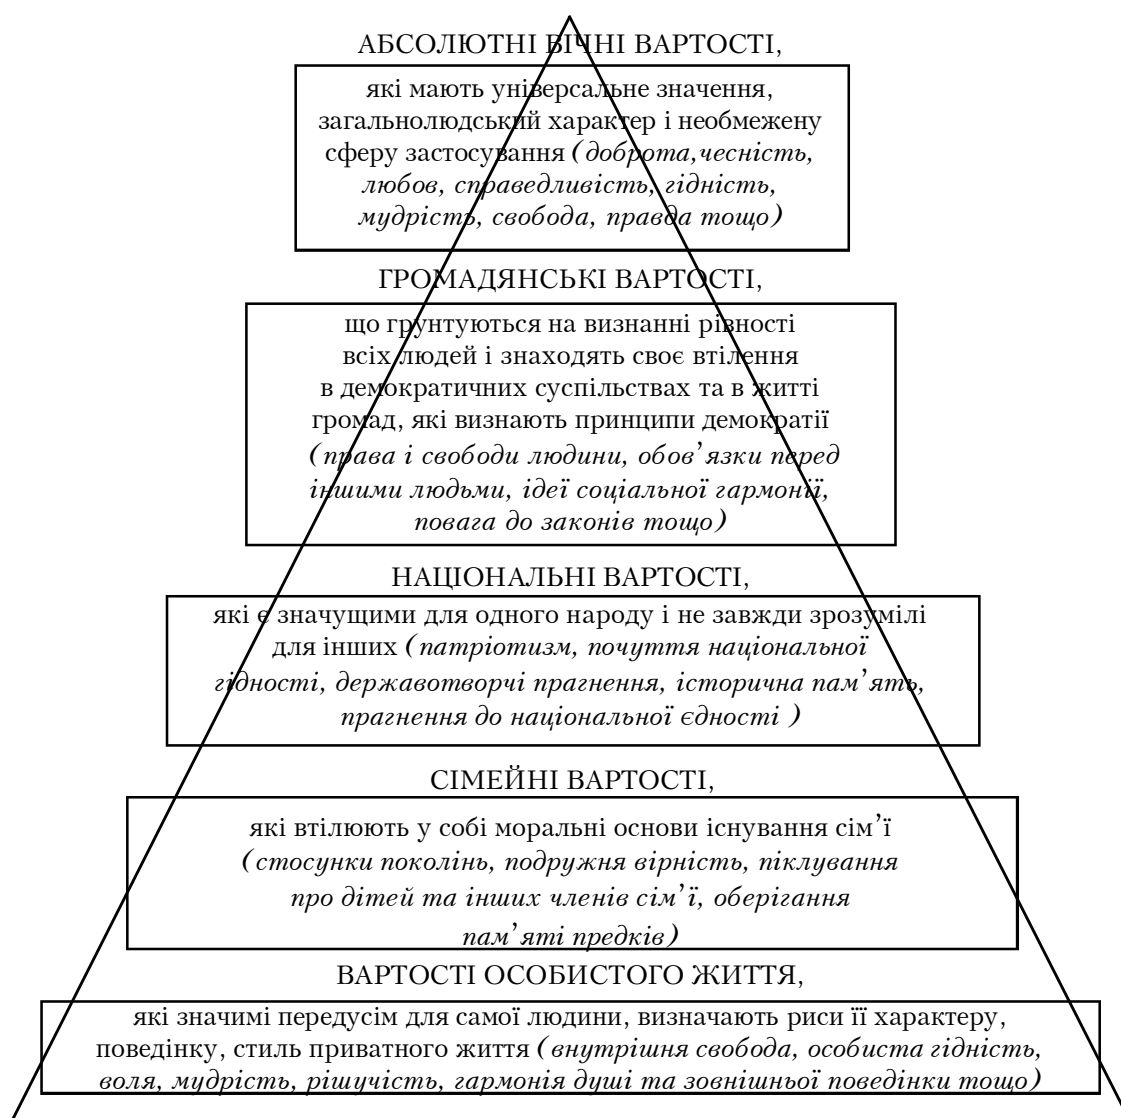 АБСОЛЮТНІ ВІЧНІ ВАРТОСТІ,
які мають універсальне значення,
загальнолюдський характер і необмежену
сферу застосування (доброта,чесність,
любов, справедливість, гідність,
мудрість, свобода, правда тощо)
ГРОМАДЯНСЬКІ ВАРТОСТІ,
що грунтуються на визнанні рівності
всіх людей і знаходять своє втілення
в демократичних суспільствах та в житті
громад, які визнають принципи демократії
(права і свободи людини, обов’язки перед
іншими людьми, ідеї соціальної гармонії,
повага до законів тощо)
НАЦІОНАЛЬНІ ВАРТОСТІ,
які є значущими для одного народу і не завжди зрозумілі
для інших (патріотизм, почуття національної
гідності, державотворчі прагнення, історична пам’ять,
прагнення до національної єдності )
СІМЕЙНІ ВАРТОСТІ,
які втілюють у собі моральні основи існування сім’ї
(стосунки поколінь, подружня вірність, піклування
про дітей та інших членів сім’ї, оберігання
пам’яті предків)
ВАРТОСТІ ОСОБИСТОГО ЖИТТЯ,
які значимі передусім для самої людини, визначають риси її характеру,
поведінку, стиль приватного життя (внутрішня свобода, особиста гідність,
воля, мудрість, рішучість, гармонія душі та зовнішньої поведінки тощо)